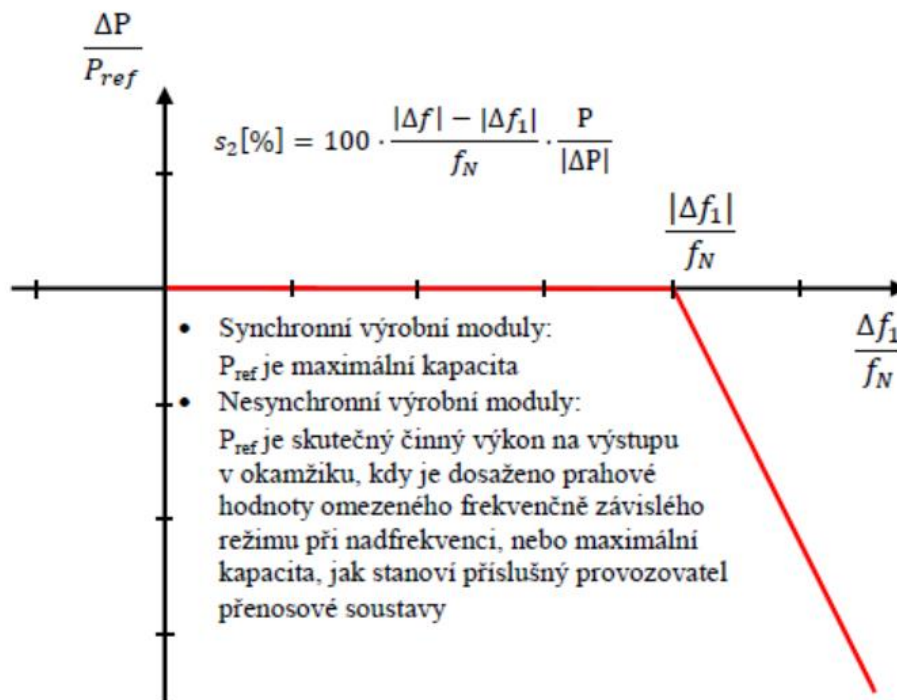 ΔP
P_ref
s₂[%] = 100 · (|Δf| − |Δf₁|)/f_N · P/|ΔP|
|Δf₁|
f_N
Δf₁
f_N
• Synchronní výrobní moduly:
P_ref je maximální kapacita
• Nesynchronní výrobní moduly:
P_ref je skutečný činný výkon na výstupu
v okamžiku, kdy je dosaženo prahové
hodnoty omezeného frekvenčně závislého
režimu při nadfrekvenci, nebo maximální
kapacita, jak stanoví příslušný provozovatel
přenosové soustavy